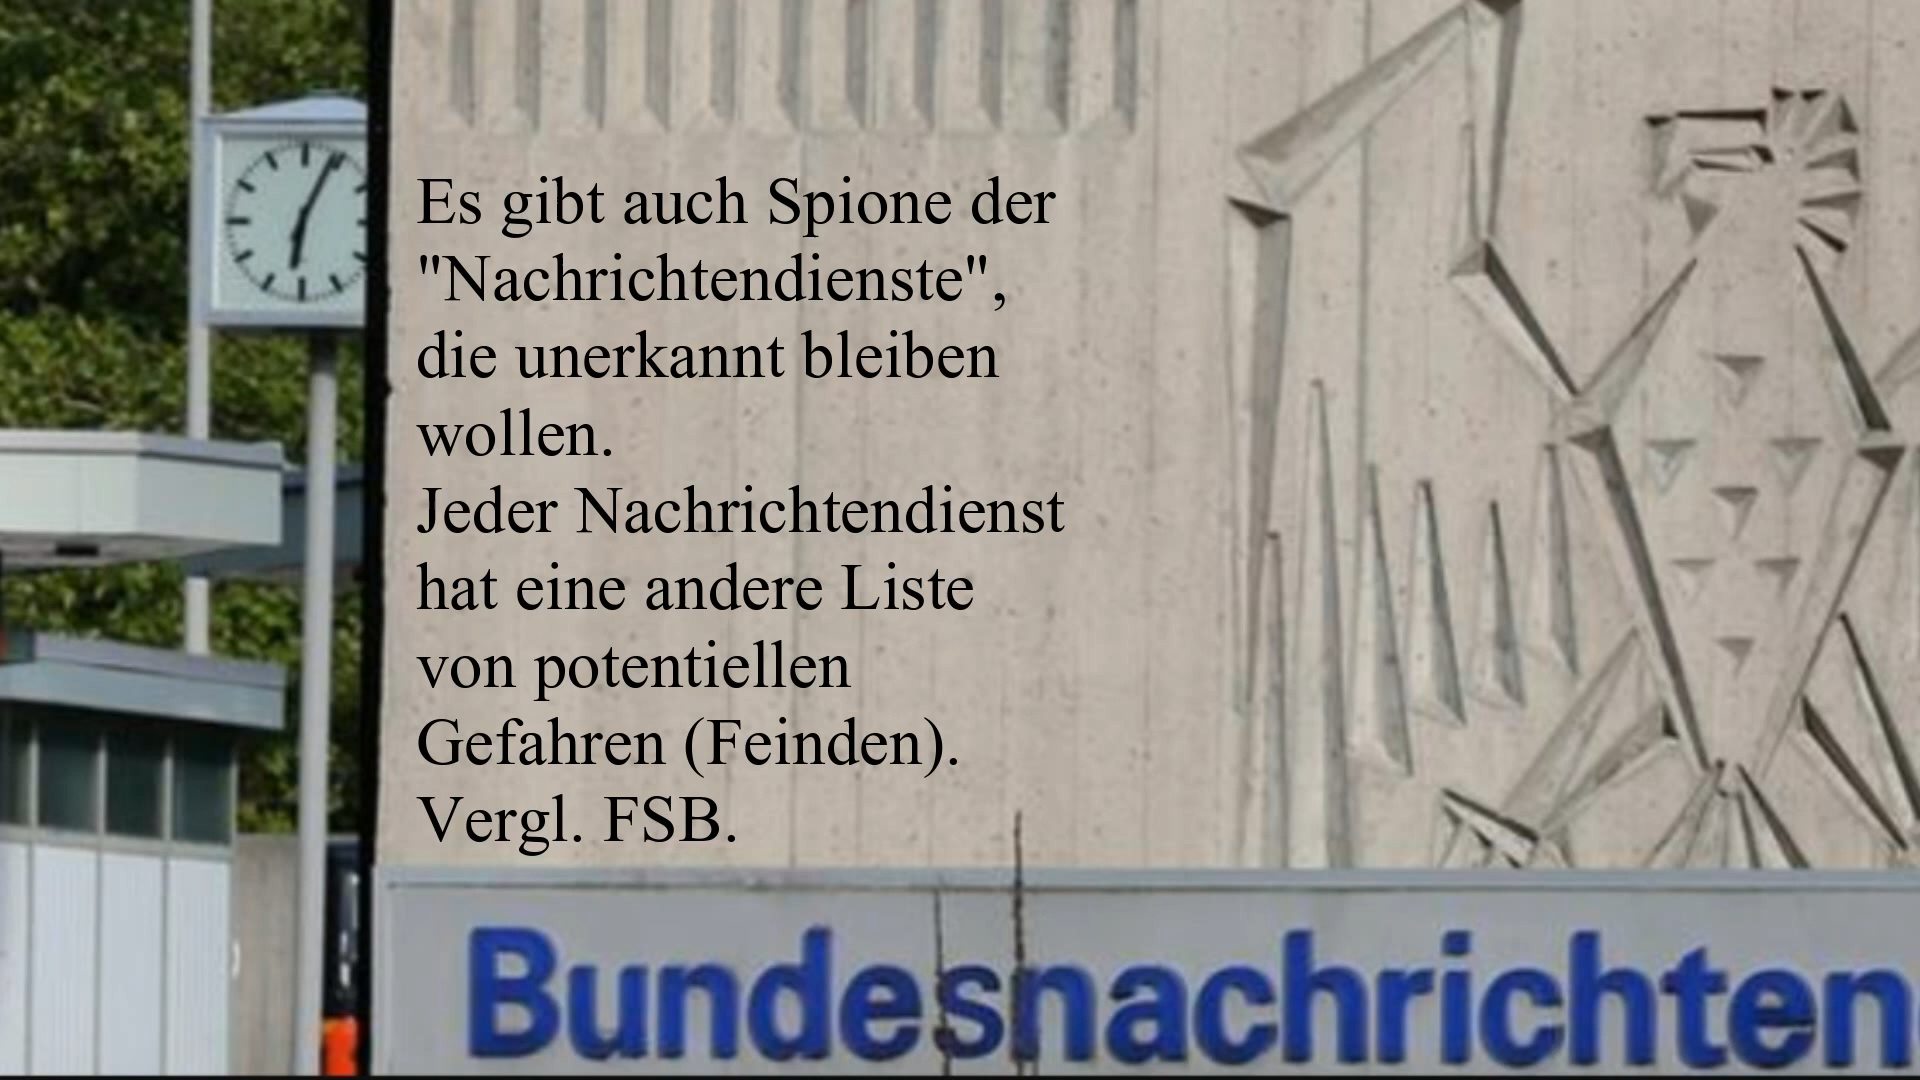 Es gibt auch Spione der
"Nachrichtendienste",
die unerkannt bleiben
wollen.
Jeder Nachrichtendienst
hat eine andere Liste
von potentiellen
Gefahren (Feinden).
Vergl. FSB.
Bundesnachrichten